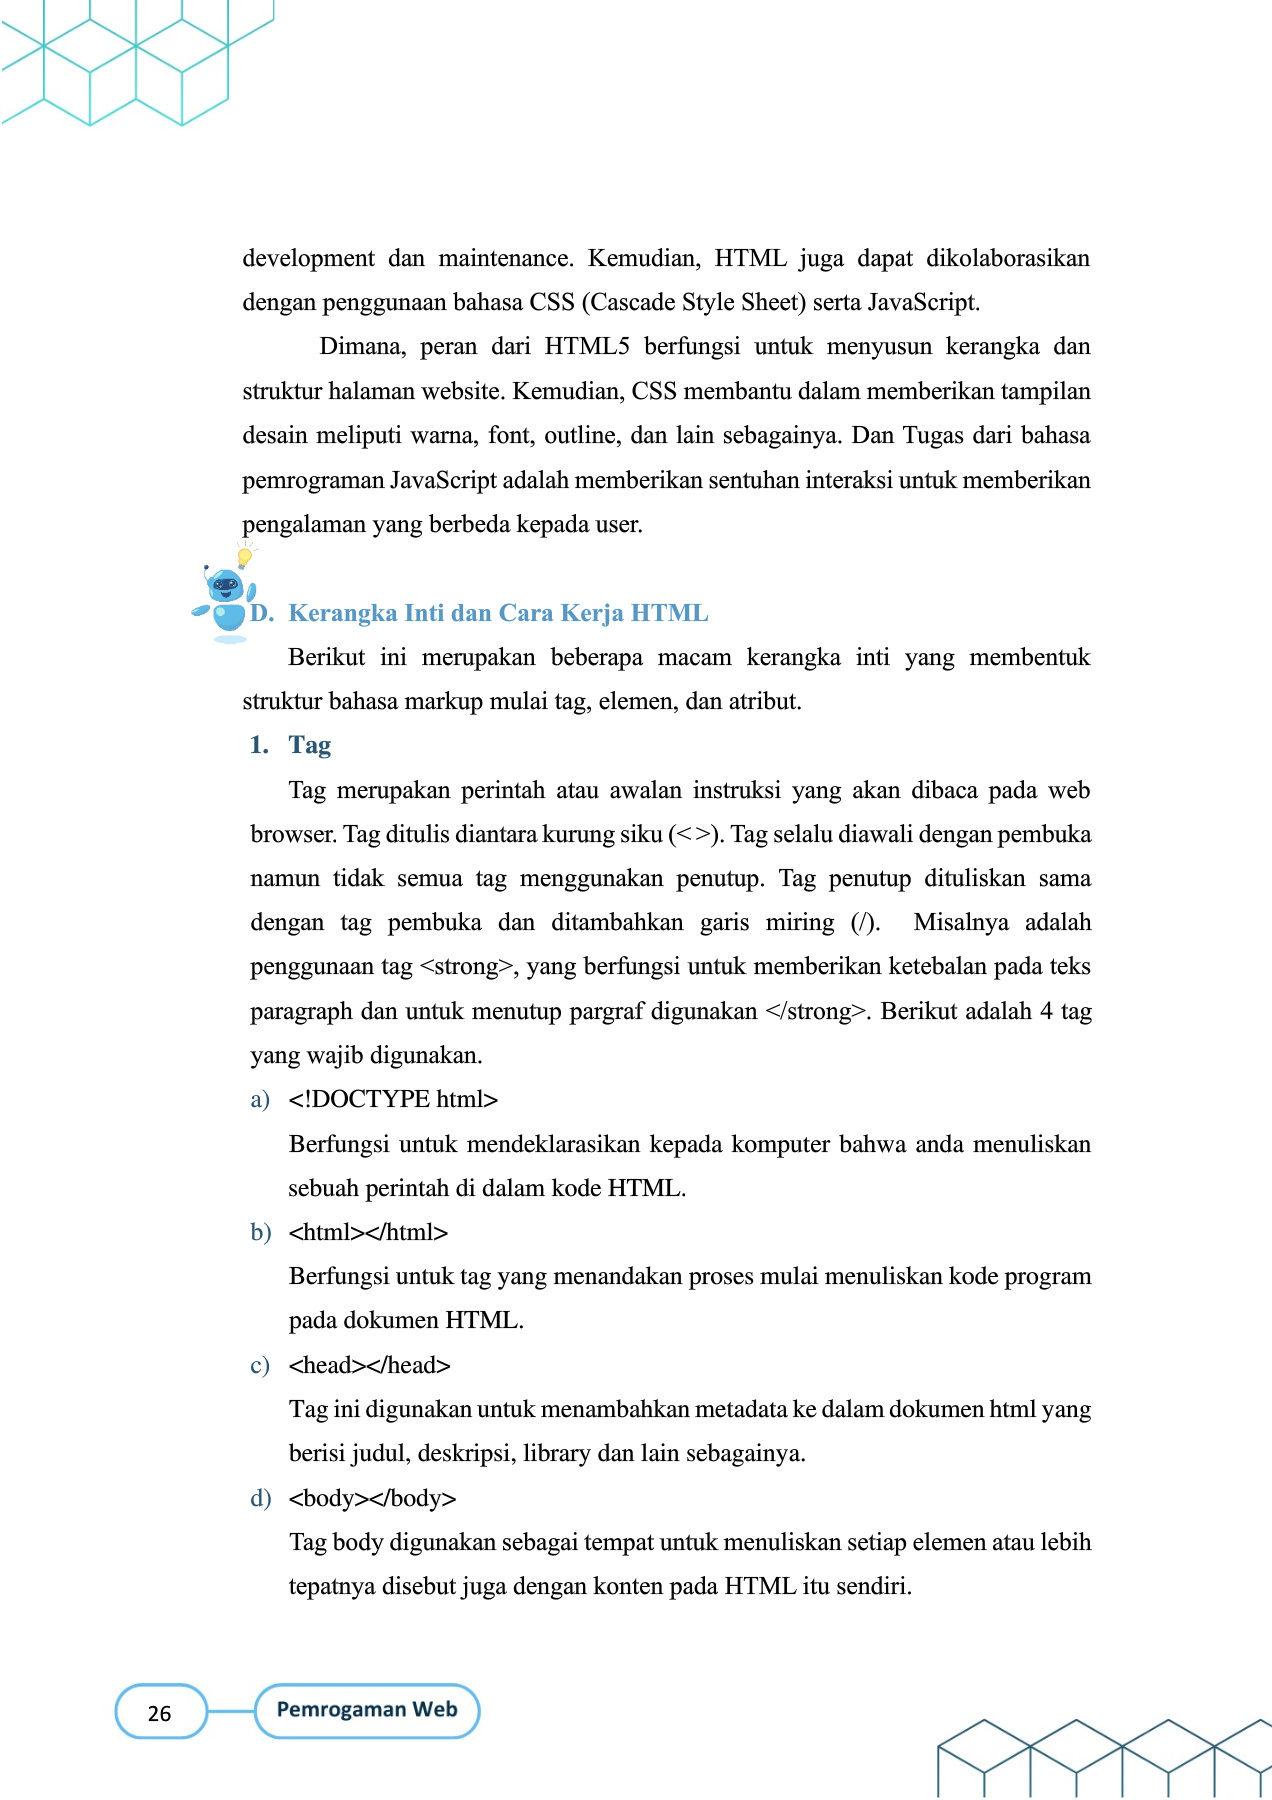 development dan maintenance. Kemudian, HTML juga dapat dikolaborasikan
dengan penggunaan bahasa CSS (Cascade Style Sheet) serta JavaScript.
Dimana, peran dari HTML5 berfungsi untuk menyusun kerangka dan
struktur halaman website. Kemudian, CSS membantu dalam memberikan tampilan
desain meliputi warna, font, outline, dan lain sebagainya. Dan Tugas dari bahasa
pemrograman JavaScript adalah memberikan sentuhan interaksi untuk memberikan
pengalaman yang berbeda kepada user.
D. Kerangka Inti dan Cara Kerja HTML
Berikut ini merupakan beberapa macam kerangka inti yang membentuk
struktur bahasa markup mulai tag, elemen, dan atribut.
1. Tag
Tag merupakan perintah atau awalan instruksi yang akan dibaca pada web
browser. Tag ditulis diantara kurung siku (< >). Tag selalu diawali dengan pembuka
namun tidak semua tag menggunakan penutup. Tag penutup dituliskan sama
dengan tag pembuka dan ditambahkan garis miring (/). Misalnya adalah
penggunaan tag <strong>, yang berfungsi untuk memberikan ketebalan pada teks
paragraph dan untuk menutup pargraf digunakan </strong>. Berikut adalah 4 tag
yang wajib digunakan.
a) <!DOCTYPE html>
Berfungsi untuk mendeklarasikan kepada komputer bahwa anda menuliskan
sebuah perintah di dalam kode HTML.
b) <html></html>
Berfungsi untuk tag yang menandakan proses mulai menuliskan kode program
pada dokumen HTML.
c) <head></head>
Tag ini digunakan untuk menambahkan metadata ke dalam dokumen html yang
berisi judul, deskripsi, library dan lain sebagainya.
d) <body></body>
Tag body digunakan sebagai tempat untuk menuliskan setiap elemen atau lebih
tepatnya disebut juga dengan konten pada HTML itu sendiri.
26 Pemrogaman Web